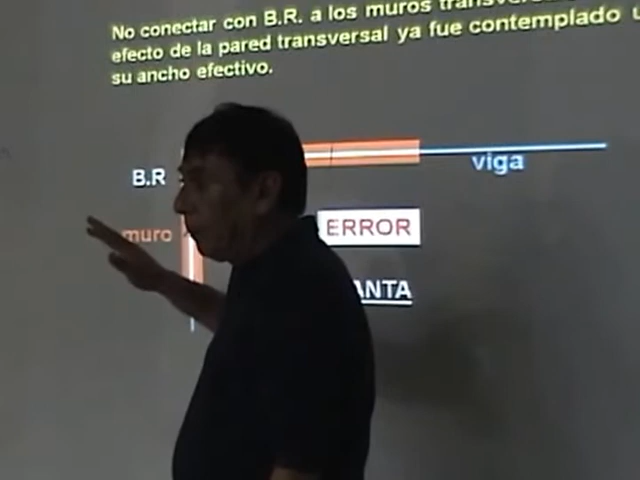 No conectar con B.R. a los muros
efecto de la pared transversal ya fue contemplado
su ancho efectivo.
B.R
viga
muro
ERROR